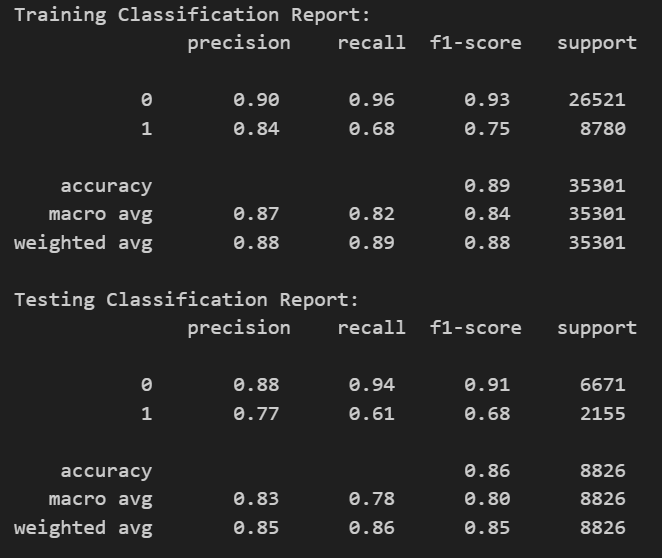 Training Classification Report:
precision recall f1-score support
0 0.90 0.96 0.93 26521
1 0.84 0.68 0.75 8780
accuracy 0.89 35301
macro avg 0.87 0.82 0.84 35301
weighted avg 0.88 0.89 0.88 35301
Testing Classification Report:
precision recall f1-score support
0 0.88 0.94 0.91 6671
1 0.77 0.61 0.68 2155
accuracy 0.86 8826
macro avg 0.83 0.78 0.80 8826
weighted avg 0.85 0.86 0.85 8826